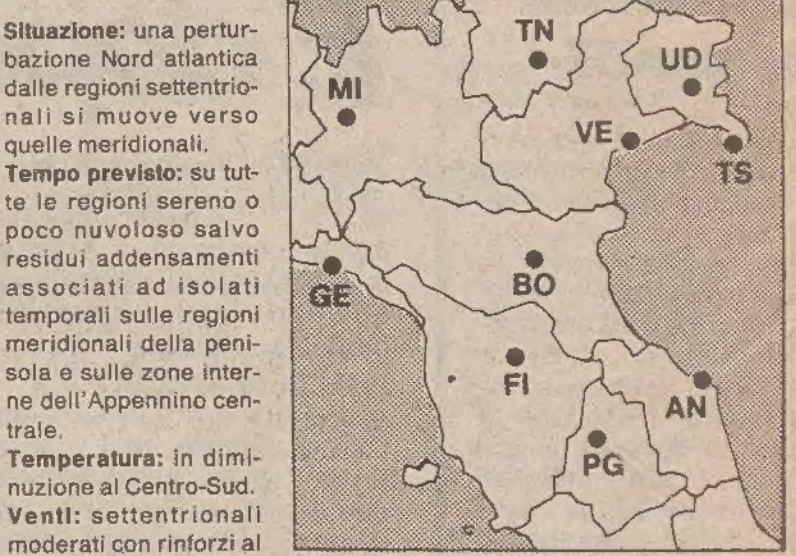 Situazione: una pertur-
bazione Nord atlantica
dalle regioni settentrio-
nali si muove verso
quelle meridionali.
Tempo previsto: su tut-
te le regioni sereno o
poco nuvoloso salvo
residui addensamenti
associati ad isolati
temporali sulle regioni
meridionali della peni-
sola e sulle zone inter-
ne dell'Appennino cen-
trale.
Temperatura: in dimi-
nuzione al Centro-Sud.
Venti: settentrionali
moderati con rinforzi al
TN
UD
MI
VE
TS
GE
BO
FI
AN
PG